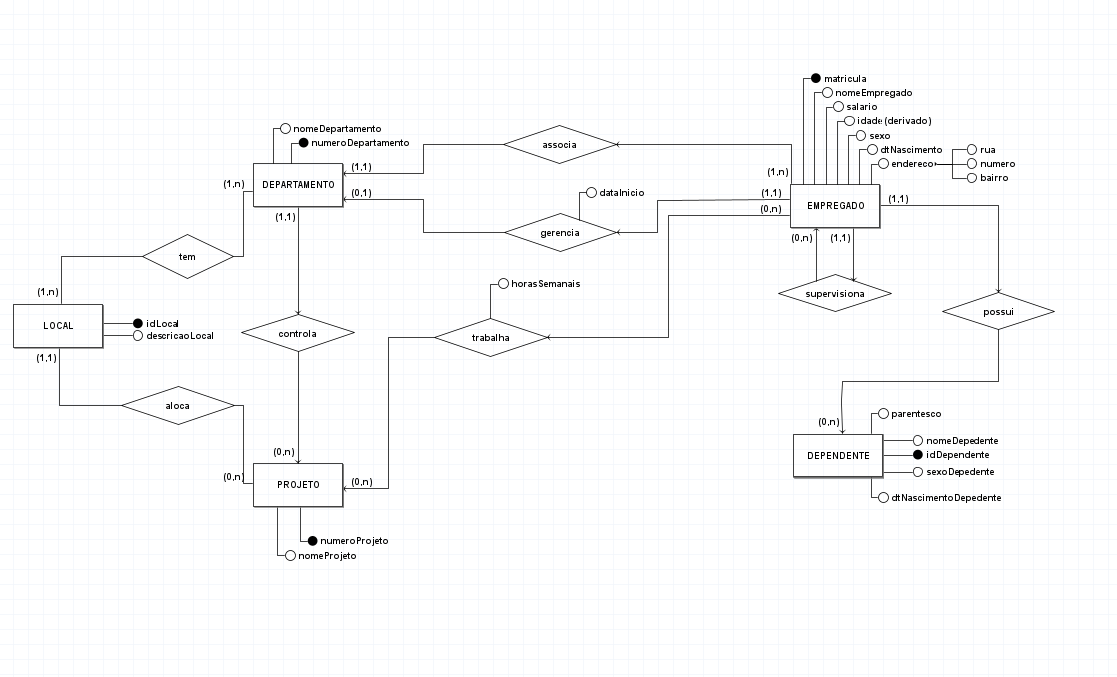 matricula
nomeEmpregado
salario
idade (derivado)
sexo
dtNascimento
endereco
rua
numero
bairro
nomeDepartamento
numeroDepartamento
associa
(1,1)
(1,n)
DEPARTAMENTO
(1,n)
(0,1)
dataInicio
(1,1)
(0,n)
EMPREGADO
(1,1)
(1,1)
gerencia
(0,n)
(1,1)
tem
(1,n)
horasSemanais
supervisiona
possui
LOCAL
idLocal
descricaoLocal
controla
trabalha
(1,1)
aloca
parentesco
(0,n)
nomeDepedente
DEPENDENTE
idDependente
sexoDepedente
dtNascimentoDepedente
(0,n)
(0,n)
PROJETO
(0,n)
numeroProjeto
nomeProjeto